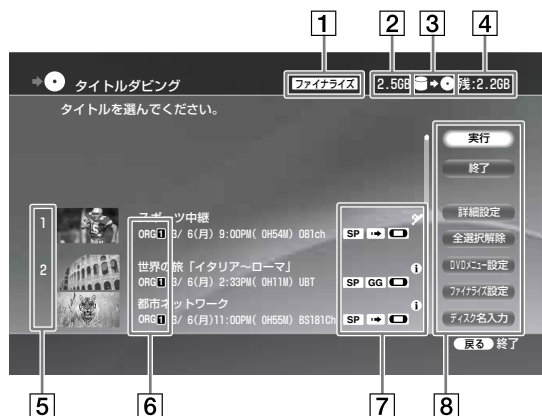 1 2 3 4
タイトルダビング ファイナライズ 2.5GB 残:2.2GB
タイトルを選んでください。
実行
終了
詳細設定
全選択解除
DVDメニュー設定
ファイナライズ設定
ディスク名入力
戻る 終了
1
スポーツ中継
ORG1 3/ 6(月) 9:00PM( 0H54M) 081ch SP
2
世界の旅「イタリア~ローマ」
ORG1 3/ 6(月) 2:33PM( 0H11M) UBT SP GG
都市ネットワーク
ORG1 3/ 6(月)11:00PM( 0H55M) BS181Ch SP
5 6 7 8